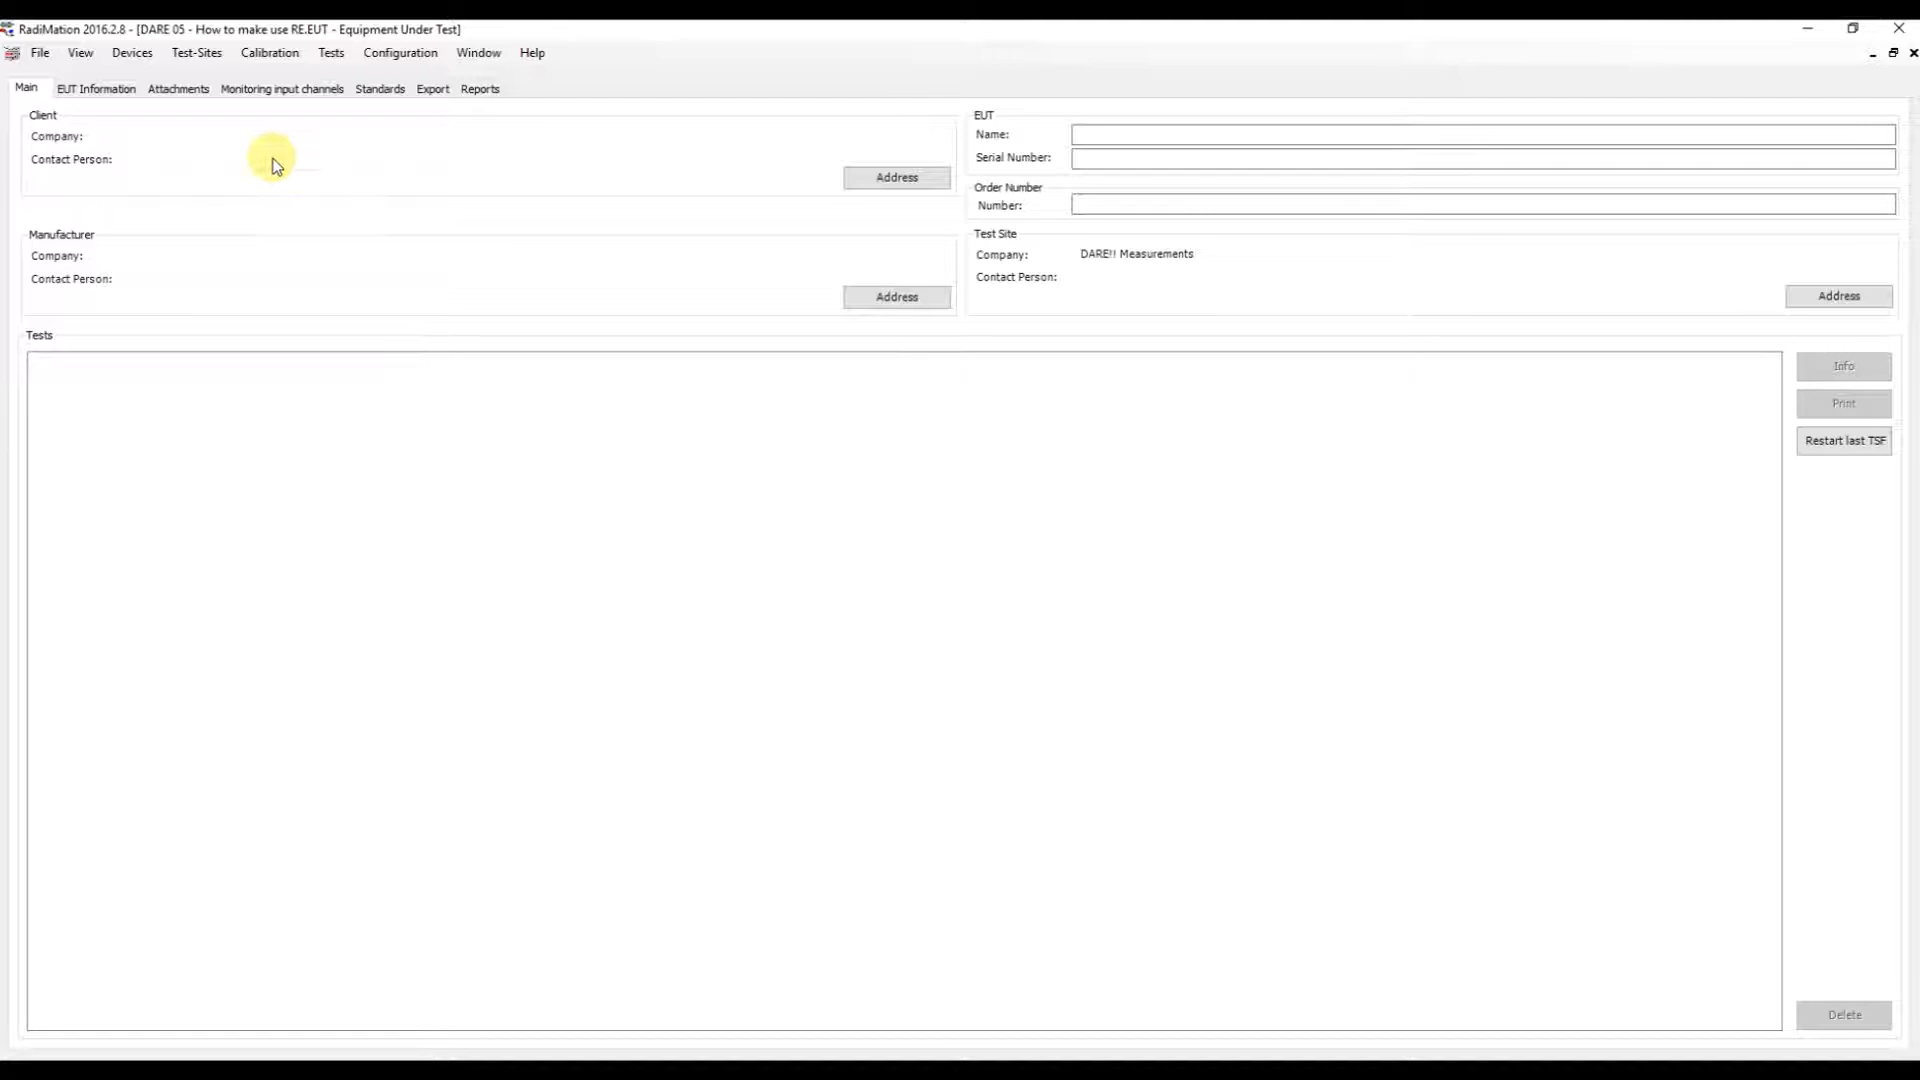 RadiMation 2016.2.8 - [DARE 05 - How to make use RE.EUT - Equipment Under Test]
File View Devices Test-Sites Calibration Tests Configuration Window Help
Main EUT Information Attachments Monitoring input channels Standards Export Reports
Client
Company:
Contact Person:
Address
EUT
Name:
Serial Number:
Order Number
Number:
Manufacturer
Company:
Contact Person:
Address
Test Site
Company: DARE!! Measurements
Contact Person:
Address
Tests
Info
Print
Restart last TSF
Delete